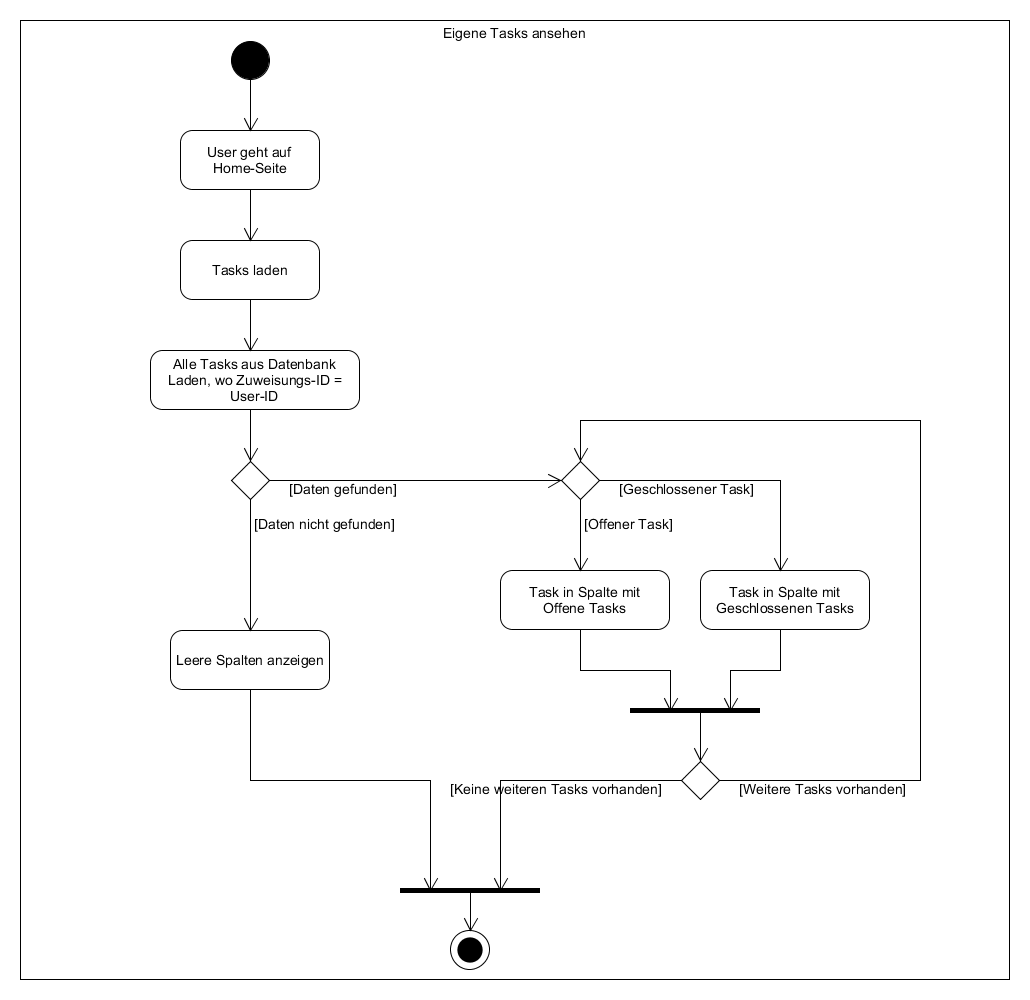 Eigene Tasks ansehen
User geht auf
Home-Seite
Tasks laden
Alle Tasks aus Datenbank
Laden, wo Zuweisungs-ID =
User-ID
[Daten gefunden]
[Geschlossener Task]
[Daten nicht gefunden]
[Offener Task]
Task in Spalte mit
Offene Tasks
Task in Spalte mit
Geschlossenen Tasks
Leere Spalten anzeigen
[Keine weiteren Tasks vorhanden]
[Weitere Tasks vorhanden]